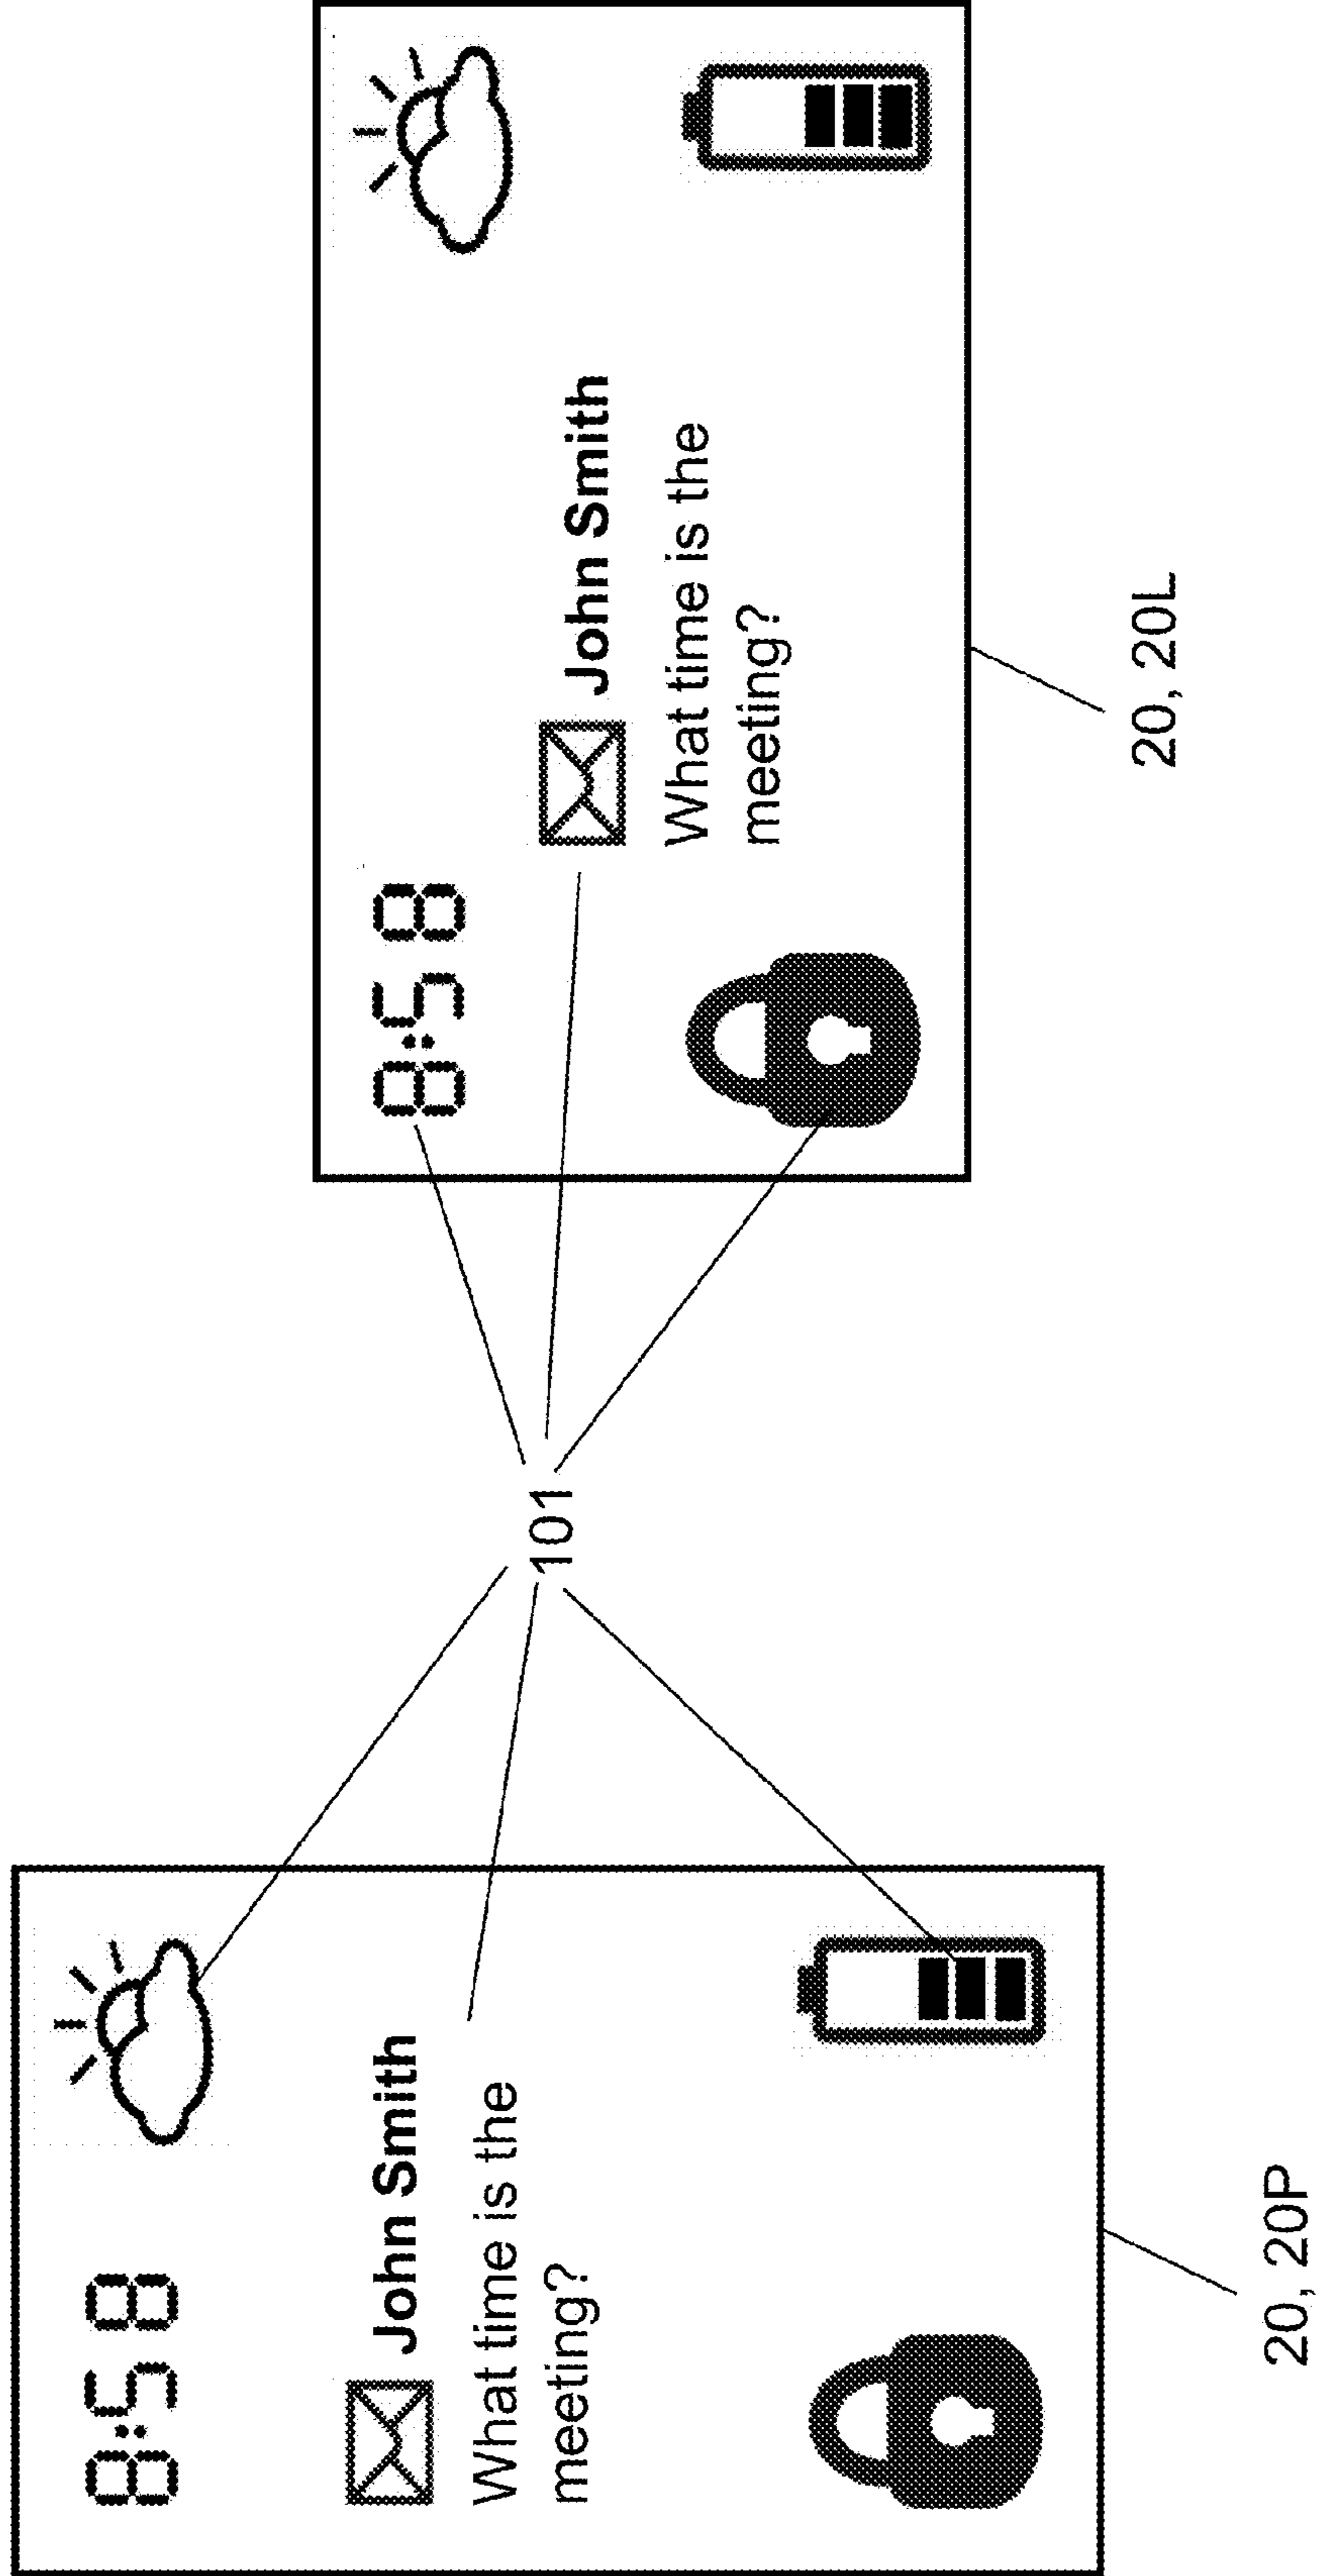 8:58
John Smith
What time is the
meeting?
20, 20P
101
8:58
John Smith
What time is the
meeting?
20, 20L